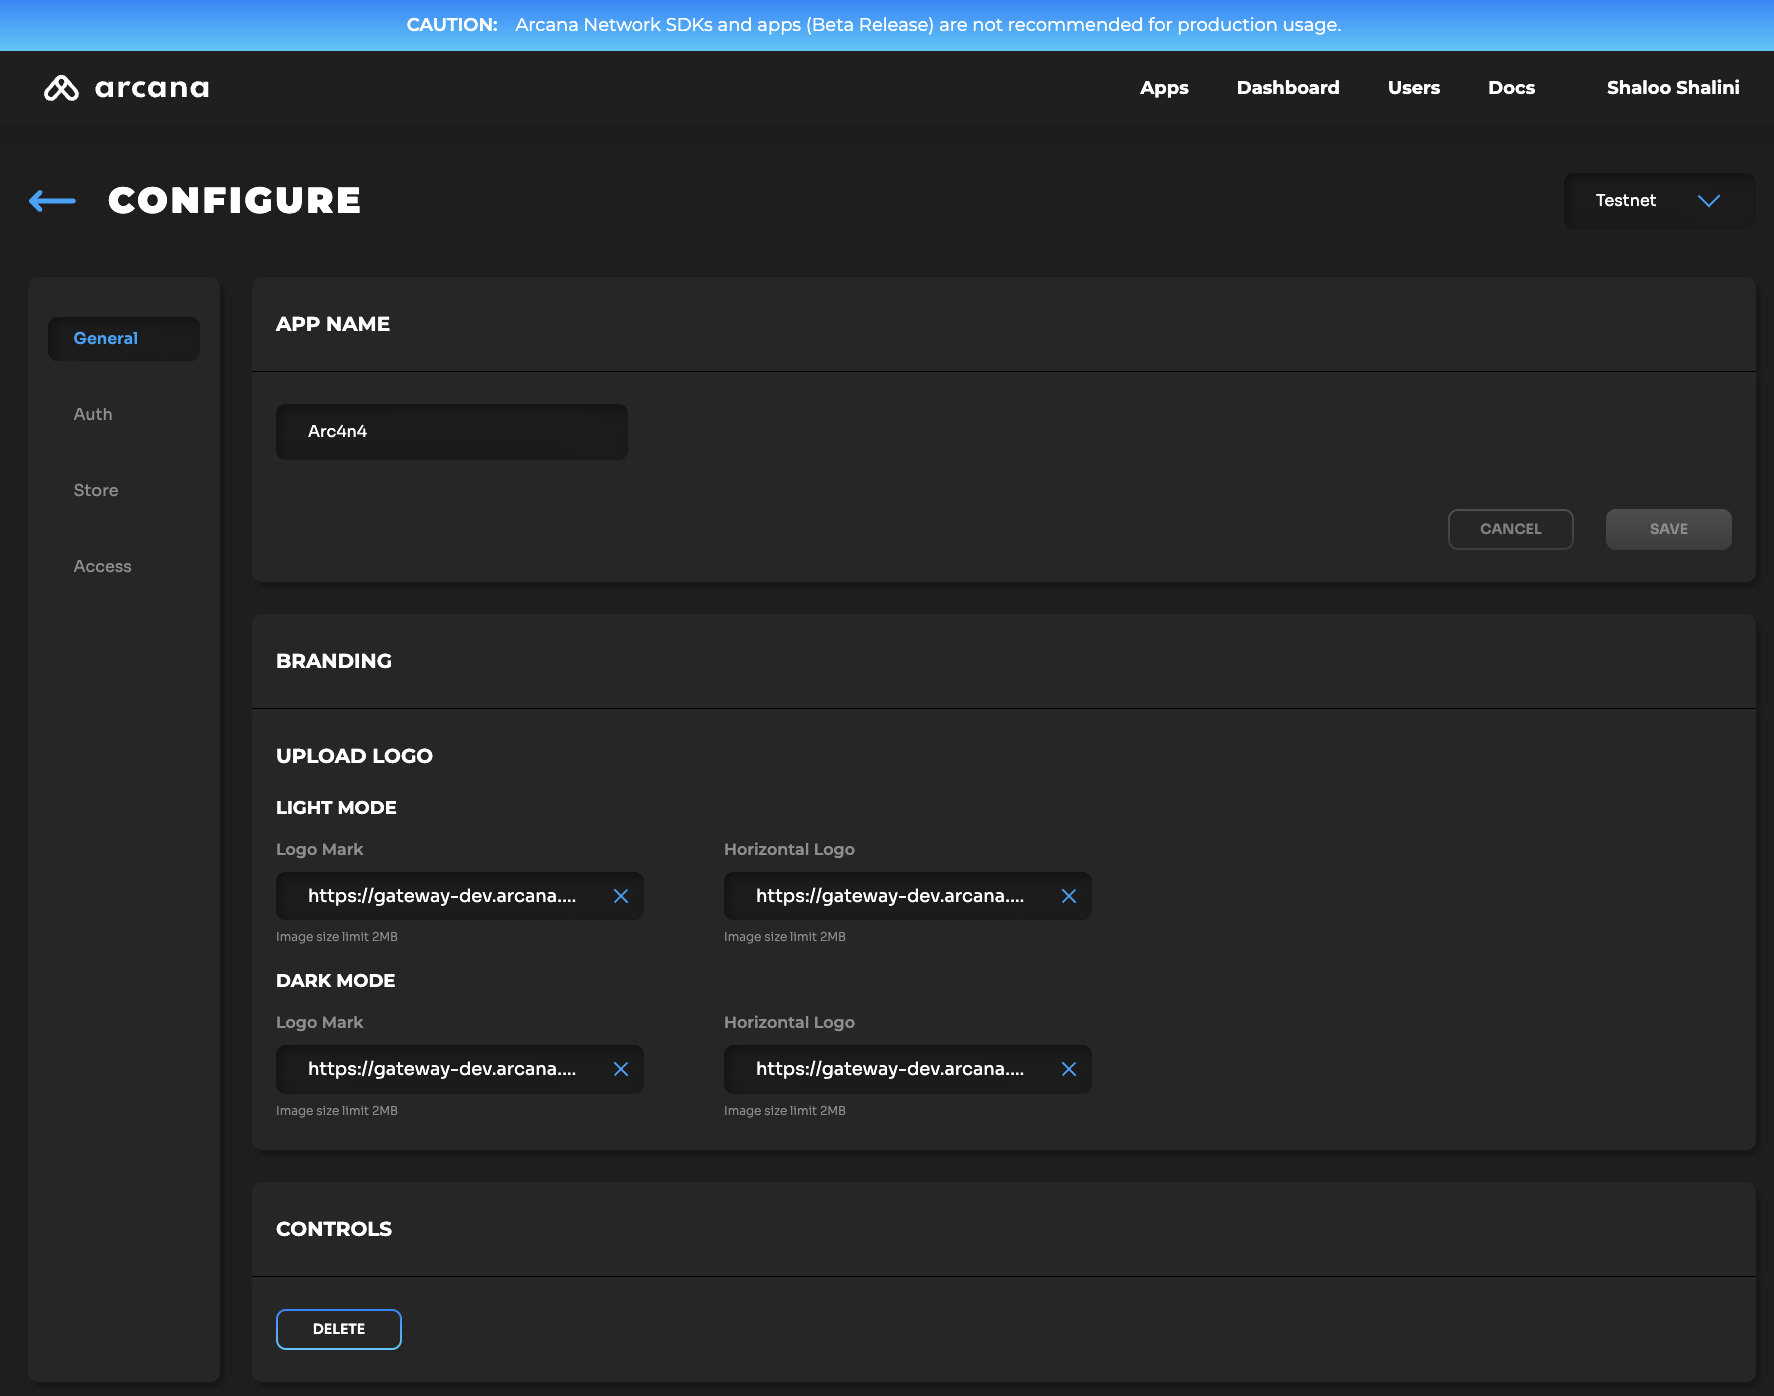 CAUTION: Arcana Network SDKs and apps (Beta Release) are not recommended for production usage.
arcana
Apps Dashboard Users Docs Shaloo Shalini
CONFIGURE
Testnet
General
Auth
Store
Access
APP NAME
Arc4n4
CANCEL SAVE
BRANDING
UPLOAD LOGO
LIGHT MODE
Logo Mark Horizontal Logo
https://gateway-dev.arcana.... https://gateway-dev.arcana....
Image size limit 2MB Image size limit 2MB
DARK MODE
Logo Mark Horizontal Logo
https://gateway-dev.arcana.... https://gateway-dev.arcana....
Image size limit 2MB Image size limit 2MB
CONTROLS
DELETE